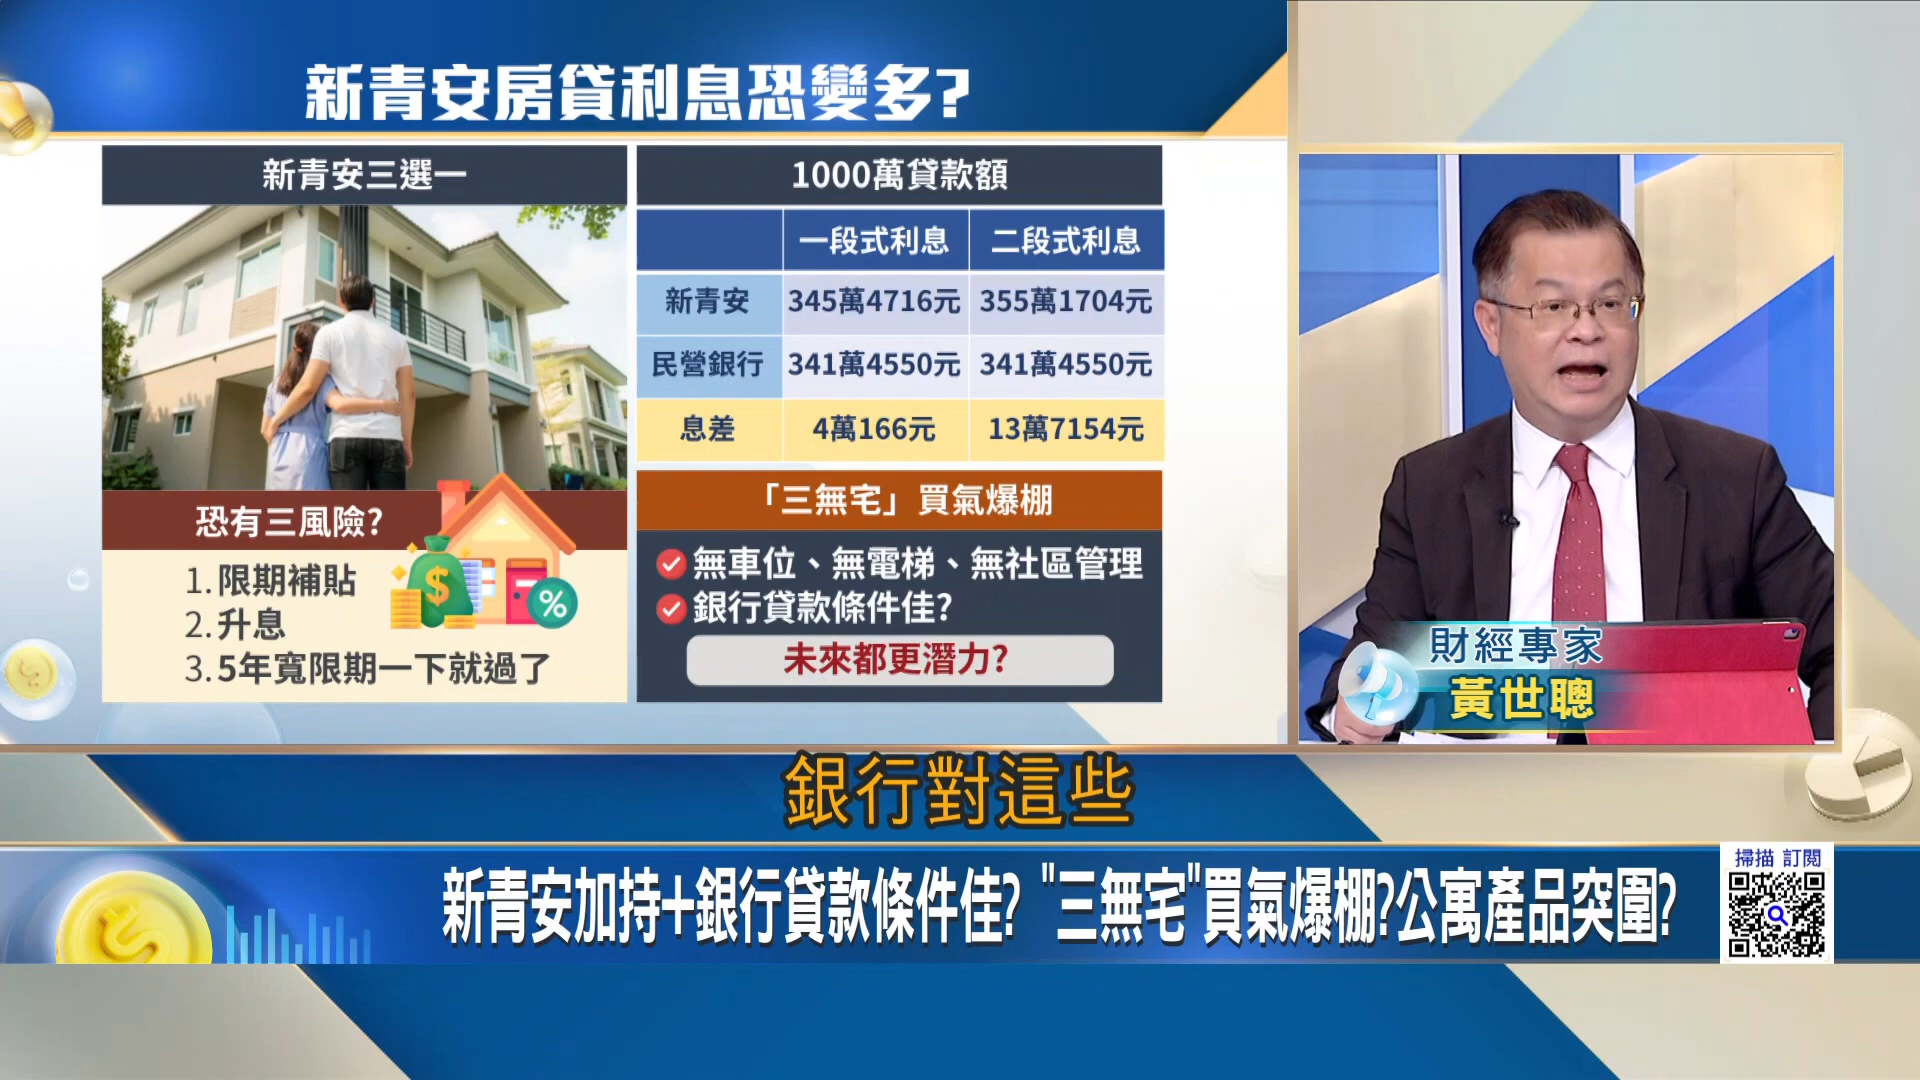 新青安房貸利息恐變多?
新青安三選一
恐有三風險?
1.限期補貼
2.升息
3.5年寬限期一下就過了
$
%
1000萬貸款額
一段式利息 二段式利息
新青安 345萬4716元 355萬1704元
民營銀行 341萬4550元 341萬4550元
息差 4萬166元 13萬7154元
「三無宅」買氣爆棚
無車位、無電梯、無社區管理
銀行貸款條件佳?
未來都更潛力?
財經專家
黃世聰
銀行對這些
新青安加持+銀行貸款條件佳? "三無宅"買氣爆棚?公寓產品突圍?
掃描 訂閱